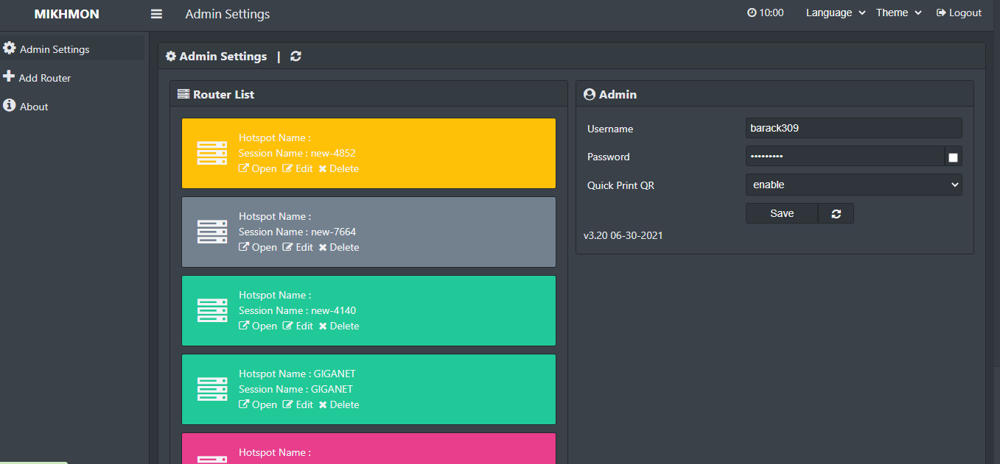 MIKHMON
Admin Settings
10:00
Language
Theme
Logout
Admin Settings
Add Router
About
Admin Settings |
Router List
Hotspot Name :
Session Name : new-4852
Open Edit Delete
Hotspot Name :
Session Name : new-7664
Open Edit Delete
Hotspot Name :
Session Name : new-4140
Open Edit Delete
Hotspot Name : GIGANET
Session Name : GIGANET
Open Edit Delete
Hotspot Name :
Admin
Username barack309
Password •••••••••
Quick Print QR enable
Save
v3.20 06-30-2021